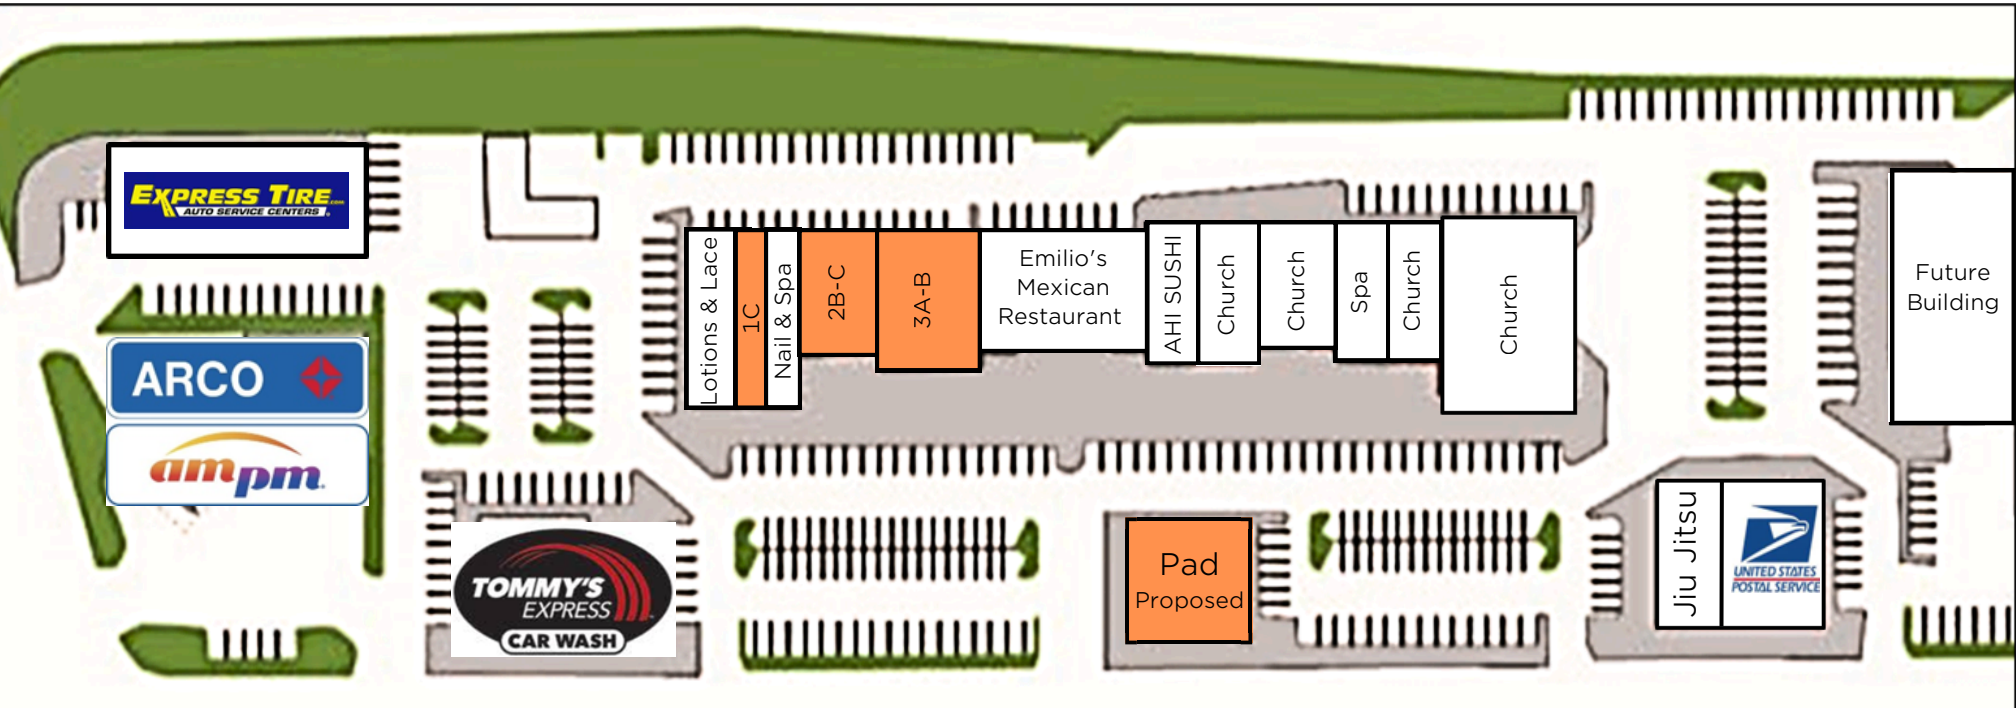 EXPRESS TIRE.com
AUTO SERVICE CENTERS
ARCO
ampm
TOMMY'S
EXPRESS
CAR WASH
Lotions & Lace
1C
Nail & Spa
2B-C
3A-B
Emilio's
Mexican
Restaurant
AHI SUSHI
Church
Church
Spa
Church
Church
Future
Building
Pad
Proposed
Jiu Jitsu
UNITED STATES
POSTAL SERVICE